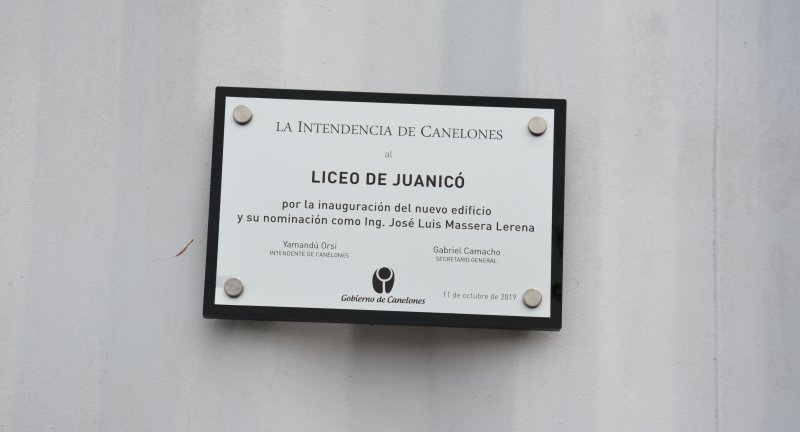 LA INTENDENCIA DE CANELONES
al
LICEO DE JUANICÓ
por la inauguración del nuevo edificio
y su nominación como Ing. José Luis Massera Lerena
Yamandú Orsi
INTENDENTE DE CANELONES
Gabriel Camacho
SECRETARIO GENERAL
Gobierno de Canelones
11 de octubre de 2019